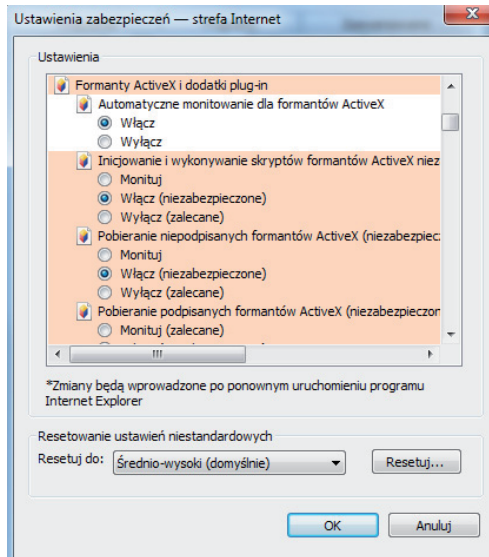 Ustawienia zabezpieczeń — strefa Internet
Ustawienia
Formanty ActiveX i dodatki plug-in
Automatyczne monitowanie dla formantów ActiveX
Włącz
Wyłącz
Inicjowanie i wykonywanie skryptów formantów ActiveX niez
Monituj
Włącz (niezabezpieczone)
Wyłącz (zalecane)
Pobieranie niepodpisanych formantów ActiveX (niezabezpiec:
Monituj
Włącz (niezabezpieczone)
Wyłącz (zalecane)
Pobieranie podpisanych formantów ActiveX (niezabezpieczor
Monituj (zalecane)
*Zmiany będą wprowadzone po ponownym uruchomieniu programu
Internet Explorer
Resetowanie ustawień niestandardowych
Resetuj do: Średnio-wysoki (domyślnie) Resetuj...
OK Anuluj